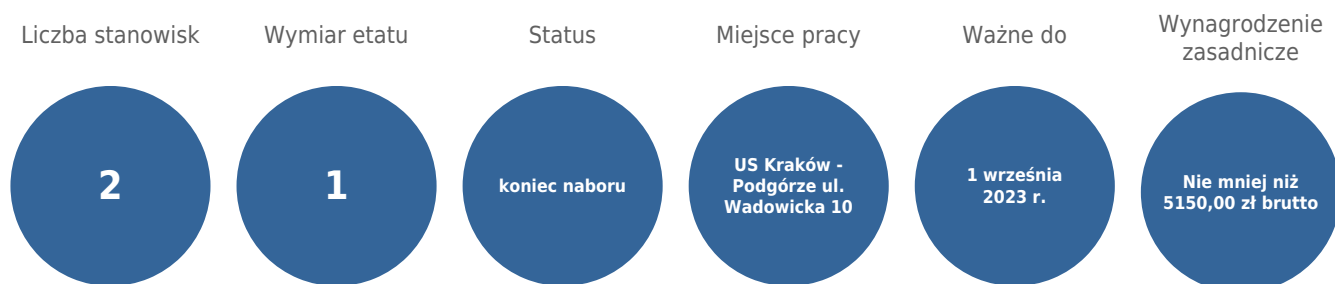 Liczba stanowisk
Wymiar etatu
Status
Miejsce pracy
Ważne do
Wynagrodzenie
zasadnicze
2
1
koniec naboru
US Kraków -
Podgórze ul.
Wadowicka 10
1 września
2023 r.
Nie mniej niż
5150,00 zł brutto